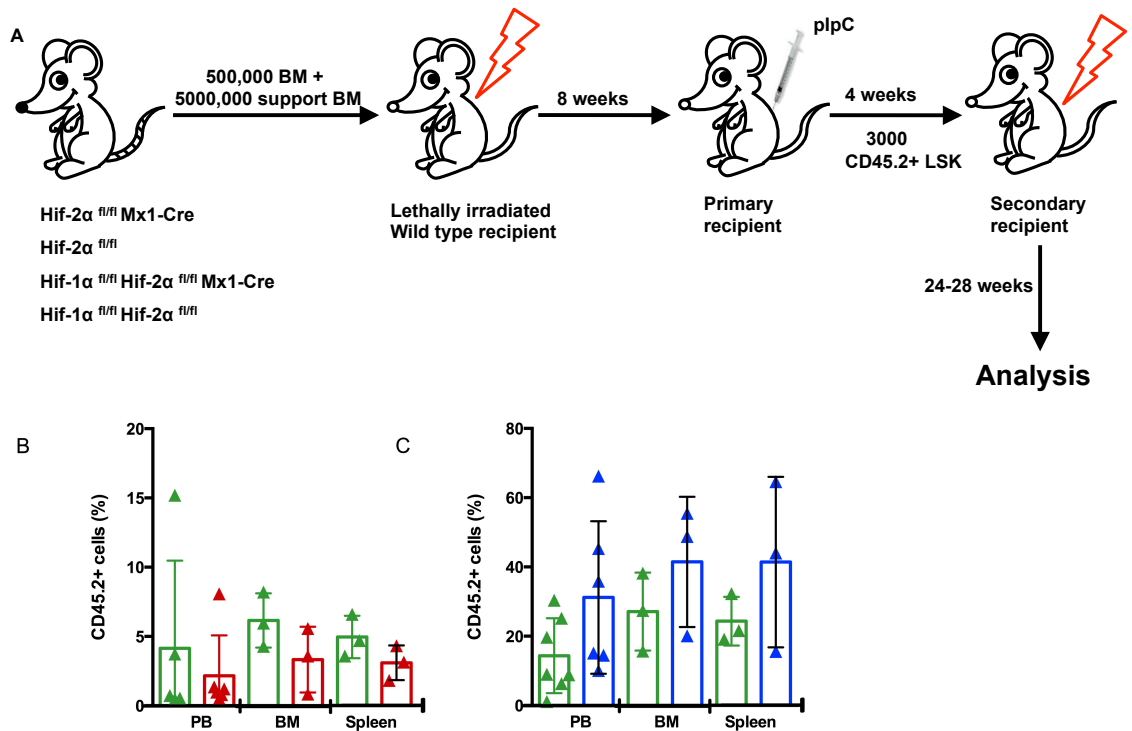 A
pIpC
500,000 BM +
5000,000 support BM
8 weeks
4 weeks
3000
CD45.2+ LSK
Hif-2α fl/fl Mx1-Cre
Hif-2α fl/fl
Hif-1α fl/fl Hif-2α fl/fl Mx1-Cre
Hif-1α fl/fl Hif-2α fl/fl
Lethally irradiated
Wild type recipient
Primary
recipient
Secondary
recipient
24-28 weeks
Analysis
B
CD45.2+ cells (%)
20
15
10
5
0
PB BM Spleen
C
CD45.2+ cells (%)
80
60
40
20
0
PB BM Spleen